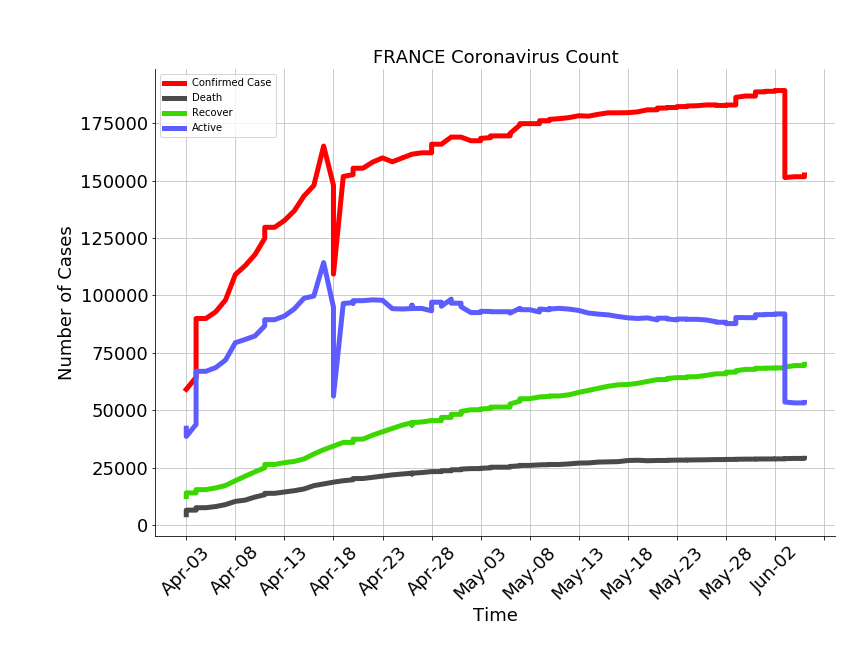 FRANCE Coronavirus Count
Confirmed Case
Death
Recover
Active
175000
150000
125000
100000
75000
50000
25000
0
Number of Cases
Apr-03
Apr-08
Apr-13
Apr-18
Apr-23
Apr-28
May-03
May-08
May-13
May-18
May-23
May-28
Jun-02
Time